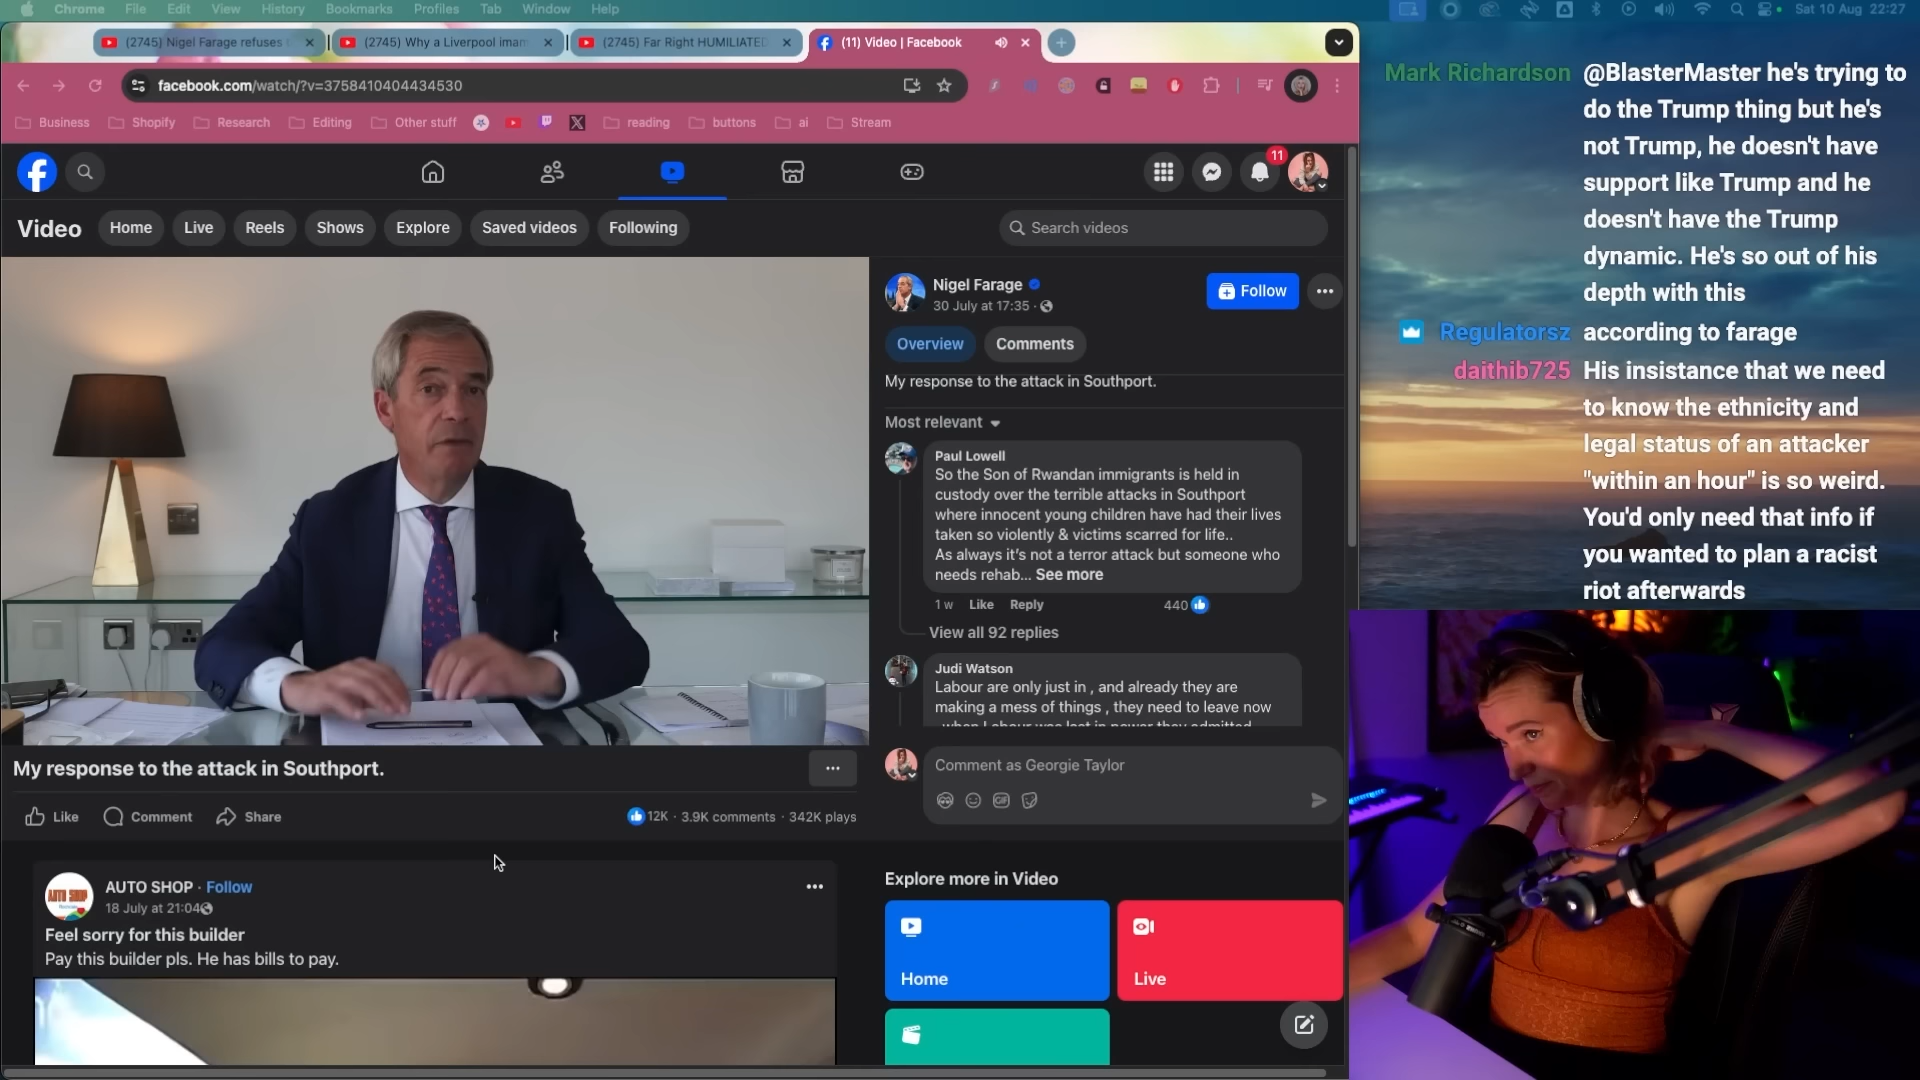 Chrome File Edit View History Bookmarks Profiles Tab Window Help
Sat 10 Aug 22:27
(2745) Nigel Farage refuses
(2745) Why a Liverpool imam
(2745) Far Right HUMILIATED
(11) Video | Facebook
facebook.com/watch/?v=3758410404434530
Business Shopify Research Editing Other stuff reading buttons ai Stream
11
Video Home Live Reels Shows Explore Saved videos Following Search videos
Nigel Farage
30 July at 17:35
Follow
Overview Comments
My response to the attack in Southport.
Most relevant
Paul Lowell
So the Son of Rwandan immigrants is held in
custody over the terrible attacks in Southport
where innocent young children have had their lives
taken so violently & victims scarred for life..
As always it's not a terror attack but someone who
needs rehab... See more
1 w Like Reply 440
View all 92 replies
Judi Watson
Labour are only just in , and already they are
making a mess of things , they need to leave now
Comment as Georgie Taylor
My response to the attack in Southport.
Like Comment Share
12K · 3.9K comments · 342K plays
AUTO SHOP · Follow
18 July at 21:04
Feel sorry for this builder
Pay this builder pls. He has bills to pay.
Explore more in Video
Home
Live
Mark Richardson @BlasterMaster he's trying to
do the Trump thing but he's
not Trump, he doesn't have
support like Trump and he
doesn't have the Trump
dynamic. He's so out of his
depth with this
Regulatorsz according to farage
daithib725 His insistance that we need
to know the ethnicity and
legal status of an attacker
"within an hour" is so weird.
You'd only need that info if
you wanted to plan a racist
riot afterwards